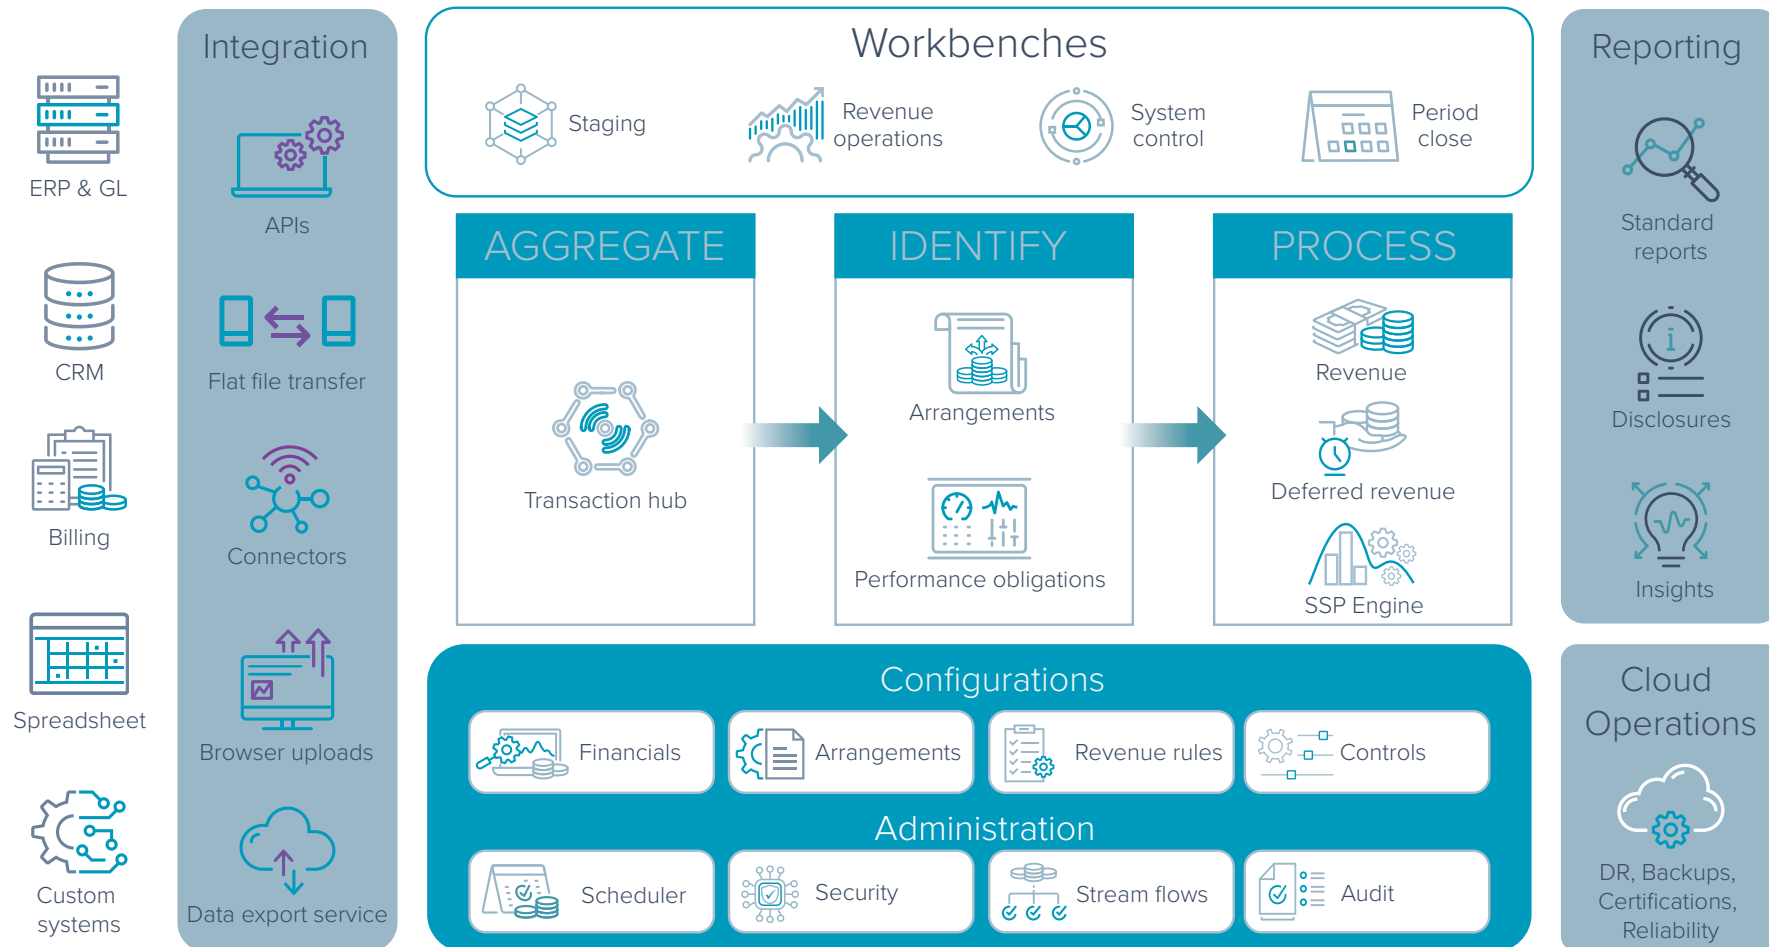 ERP & GL
CRM
Billing
Spreadsheet
Custom
systems
Integration
APIs
Flat file transfer
Connectors
Browser uploads
Data export service
Workbenches
Staging
Revenue
operations
System
control
Period
close
AGGREGATE
Transaction hub
IDENTIFY
Arrangements
Performance obligations
PROCESS
Revenue
Deferred revenue
SSP Engine
Configurations
Financials
Arrangements
Revenue rules
Controls
Administration
Scheduler
Security
Stream flows
Audit
Reporting
Standard
reports
i
Disclosures
Insights
Cloud
Operations
DR, Backups,
Certifications,
Reliability